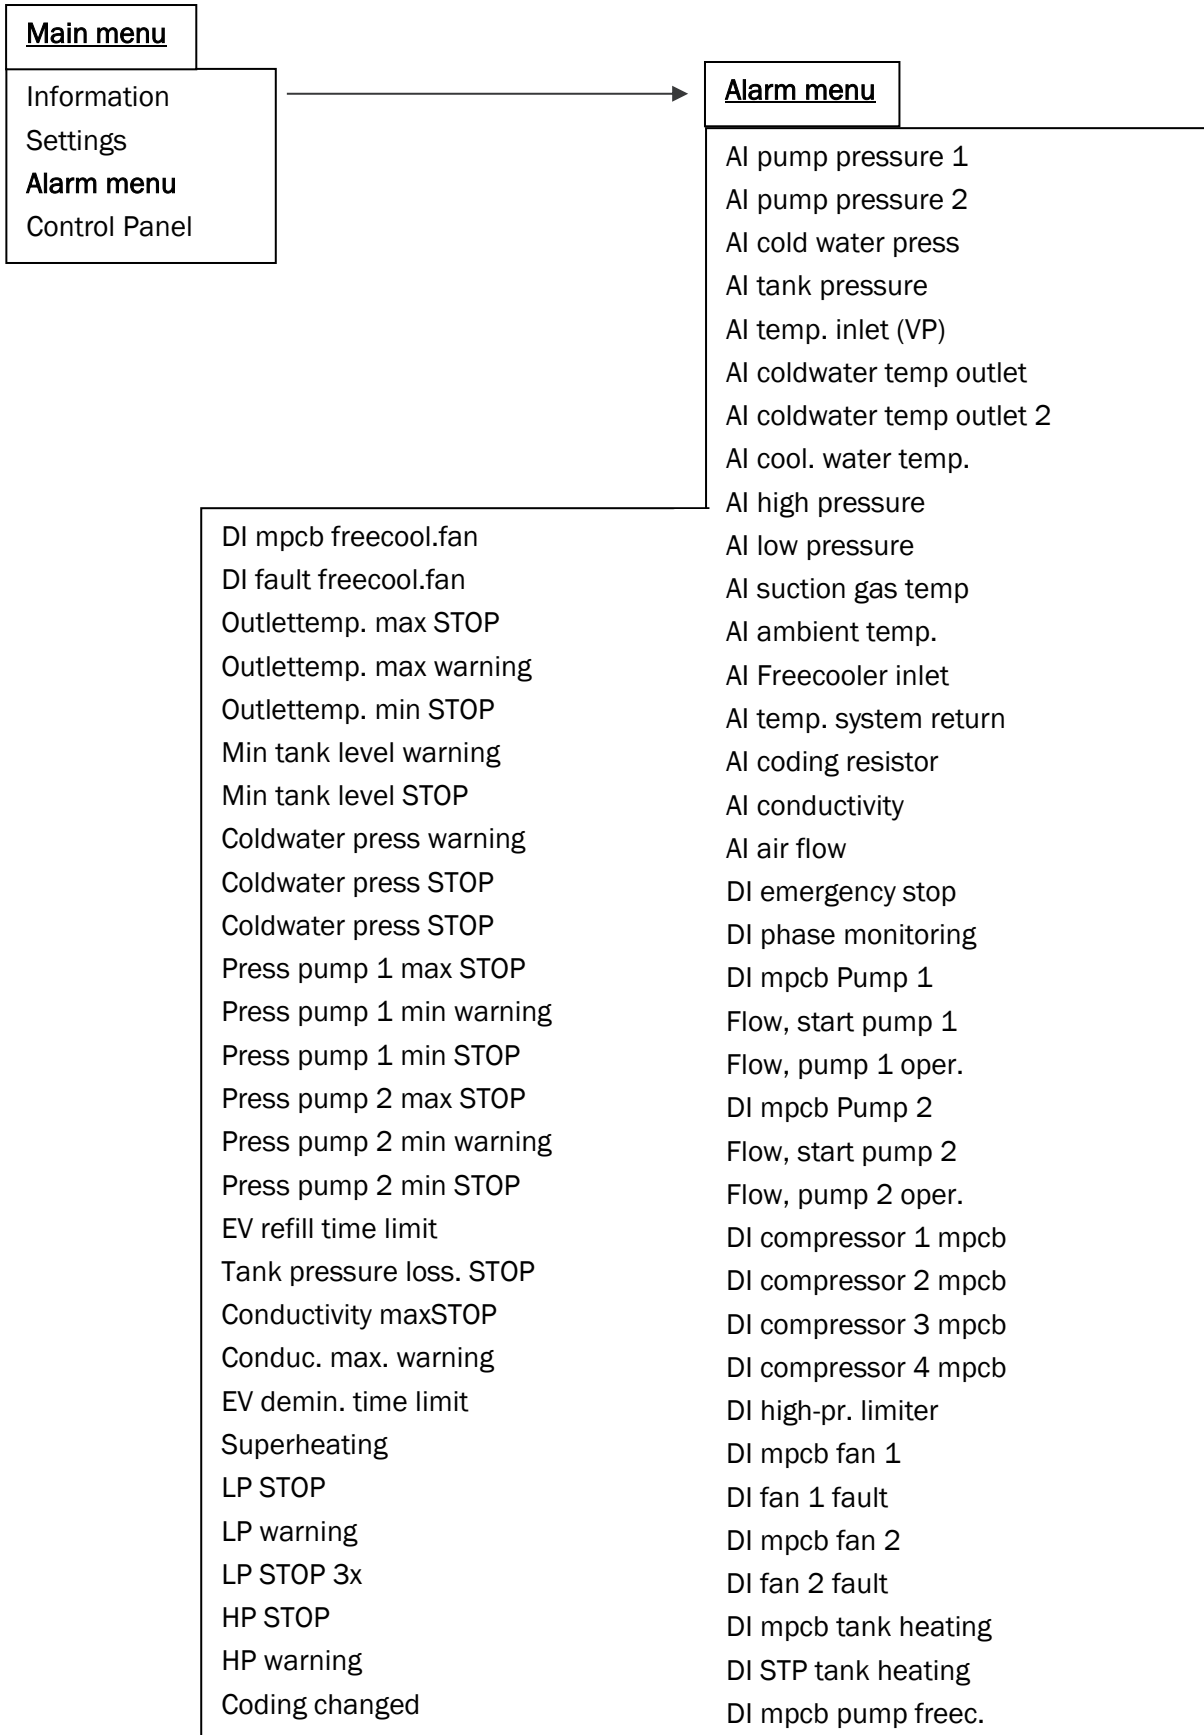 Main menu
Information
Settings
Alarm menu
Control Panel
Alarm menu
AI pump pressure 1
AI pump pressure 2
AI cold water press
AI tank pressure
AI temp. inlet (VP)
AI coldwater temp outlet
AI coldwater temp outlet 2
AI cool. water temp.
AI high pressure
AI low pressure
AI suction gas temp
AI ambient temp.
AI Freecooler inlet
AI temp. system return
AI coding resistor
AI conductivity
AI air flow
DI emergency stop
DI phase monitoring
DI mpcb Pump 1
Flow, start pump 1
Flow, pump 1 oper.
DI mpcb Pump 2
Flow, start pump 2
Flow, pump 2 oper.
DI compressor 1 mpcb
DI compressor 2 mpcb
DI compressor 3 mpcb
DI compressor 4 mpcb
DI high-pr. limiter
DI mpcb fan 1
DI fan 1 fault
DI mpcb fan 2
DI fan 2 fault
DI mpcb tank heating
DI STP tank heating
DI mpcb pump freec.
DI mpcb freecool.fan
DI fault freecool.fan
Outlettemp. max STOP
Outlettemp. max warning
Outlettemp. min STOP
Min tank level warning
Min tank level STOP
Coldwater press warning
Coldwater press STOP
Coldwater press STOP
Press pump 1 max STOP
Press pump 1 min warning
Press pump 1 min STOP
Press pump 2 max STOP
Press pump 2 min warning
Press pump 2 min STOP
EV refill time limit
Tank pressure loss. STOP
Conductivity maxSTOP
Conduc. max. warning
EV demin. time limit
Superheating
LP STOP
LP warning
LP STOP 3x
HP STOP
HP warning
Coding changed